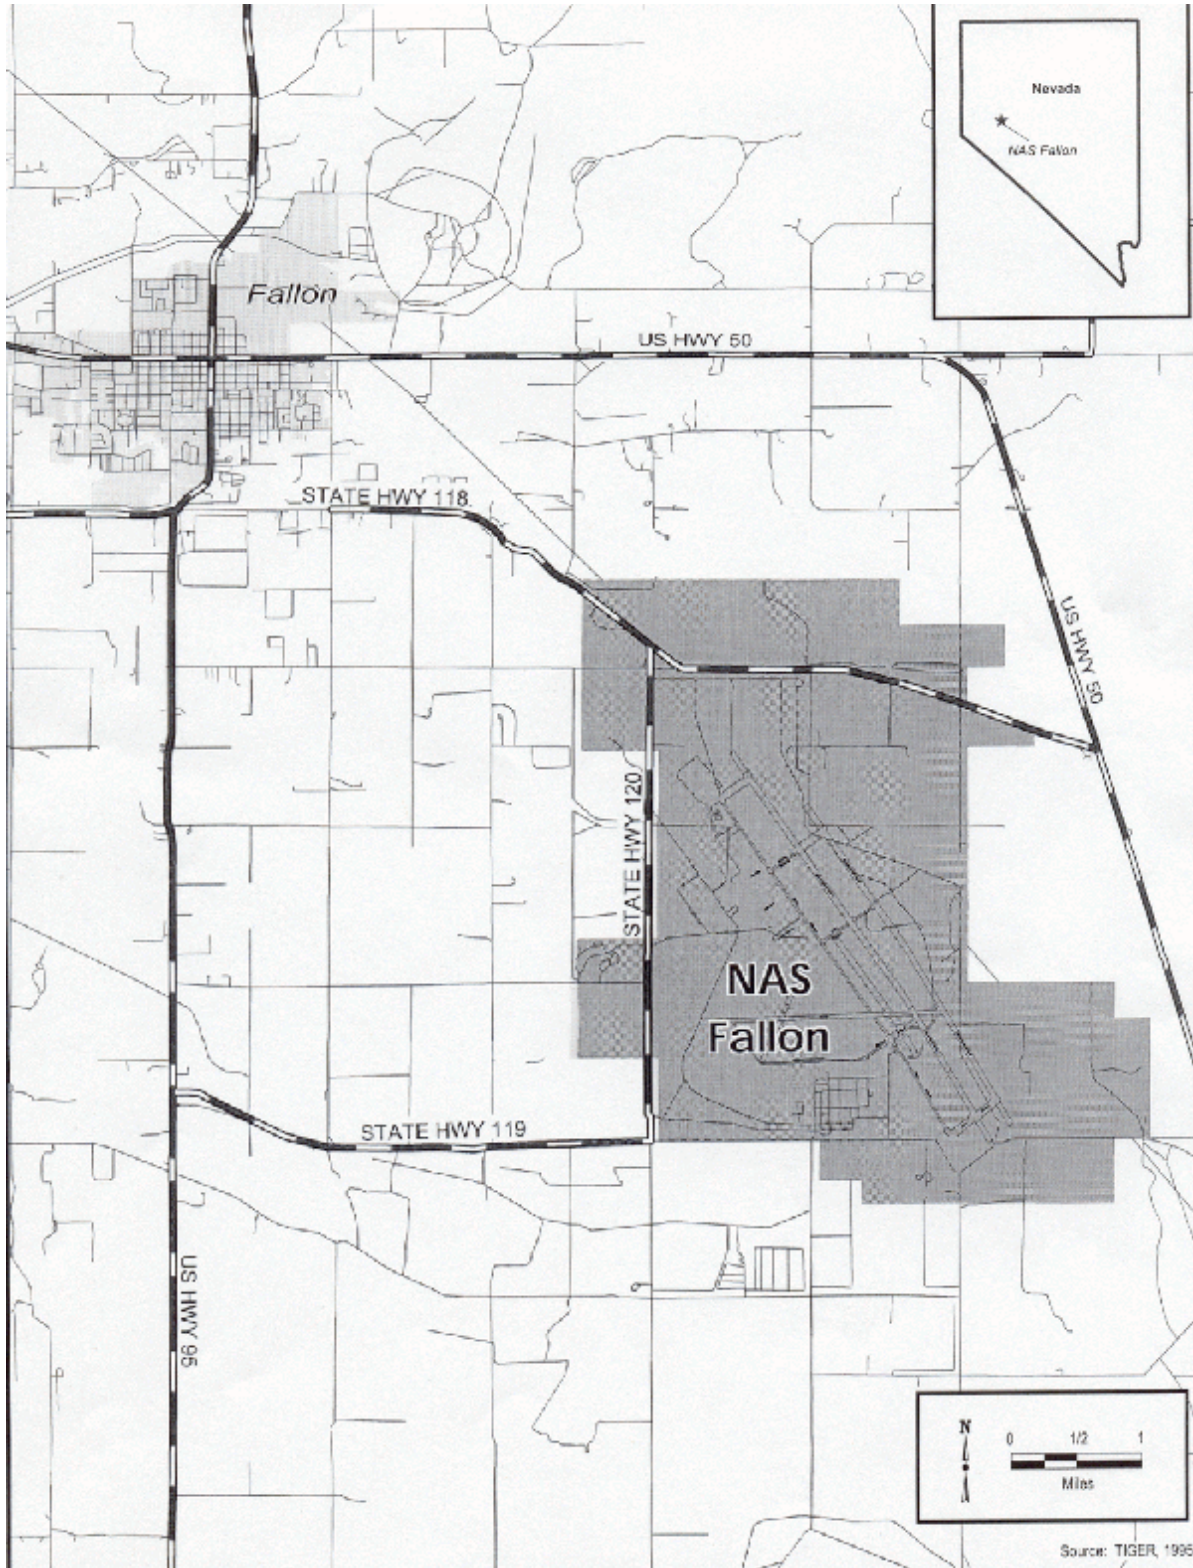 Nevada
NAS Fallon
Fallon
US HWY 50
STATE HWY 118
US HWY 50
STATE HWY 120
NAS
Fallon
STATE HWY 119
US HWY 95
N
0 1/2 1
Miles
Source: TIGER, 1995